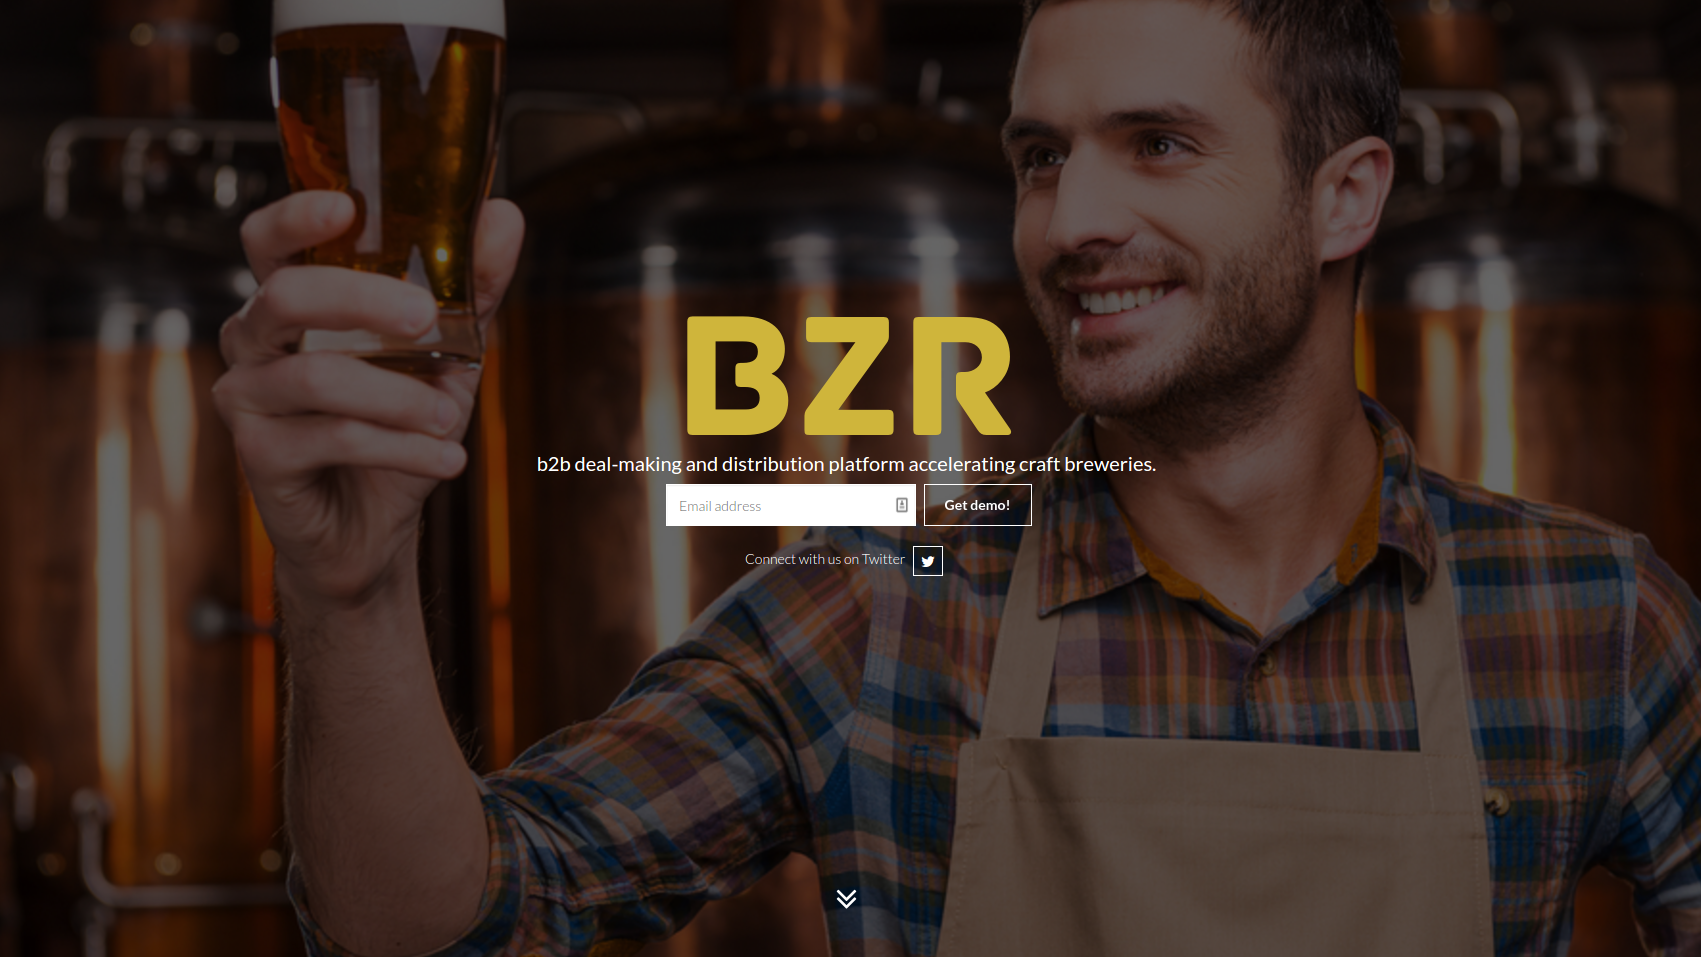 BZR
b2b deal-making and distribution platform accelerating craft breweries.
Email address
Get demo!
Connect with us on Twitter